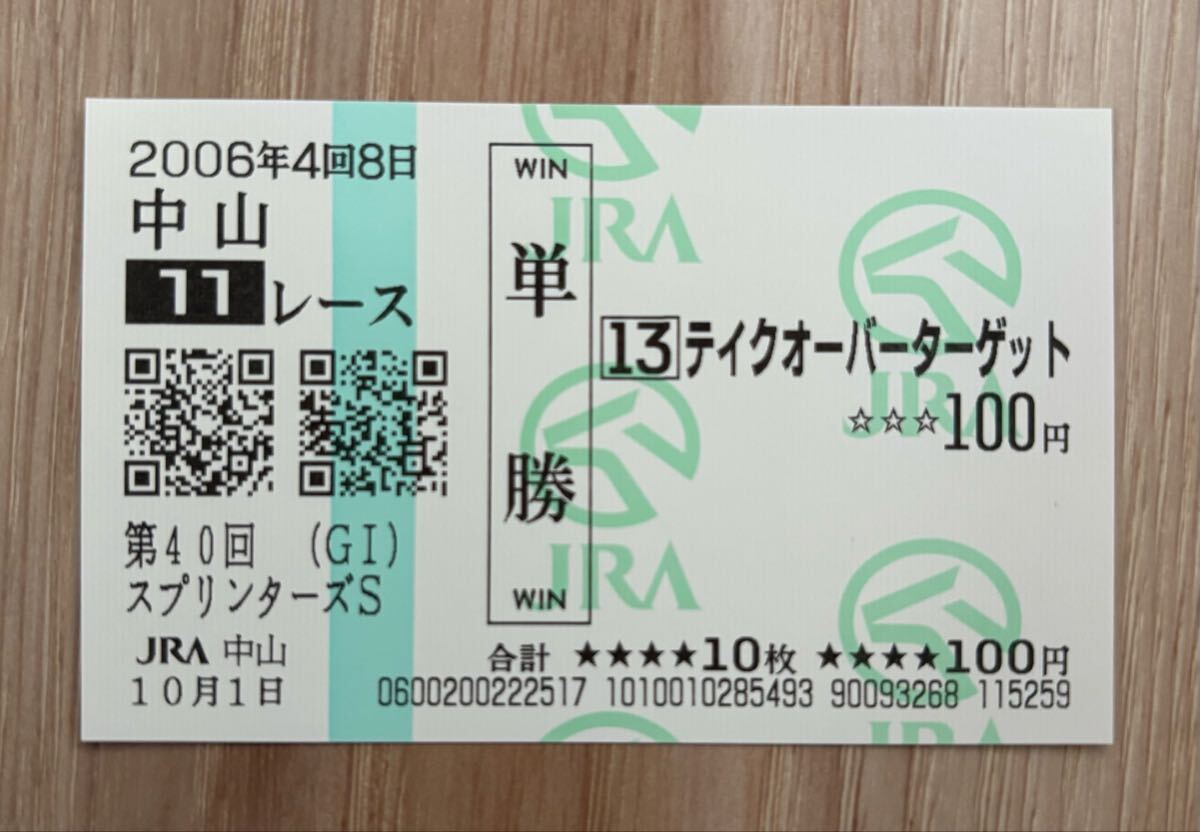 2006年4回8日
中山
11レース
第40回 （GⅠ）
スプリンターズS
JRA 中山
10月1日
WIN
単勝
WIN
13テイクオーバーターゲット
☆☆☆100円
合計 ★★★★10枚 ★★★★100円
0600200222517 1010010285493 90093268 115259
JRA
JRA
JRA
JRA